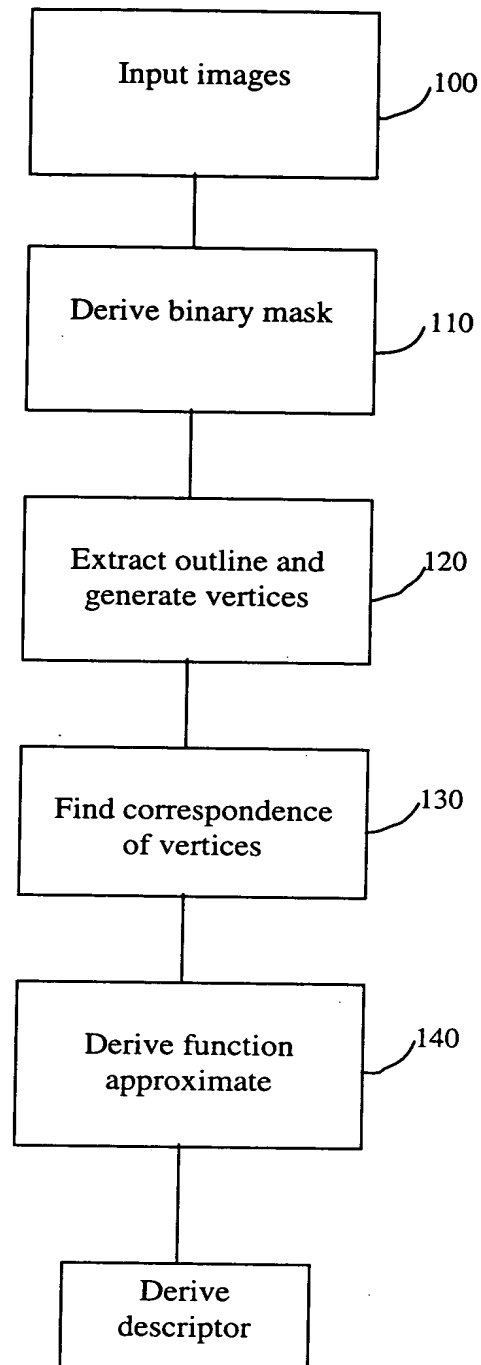 Input images
100
Derive binary mask
110
Extract outline and
generate vertices
120
Find correspondence
of vertices
130
Derive function
approximate
140
Derive
descriptor